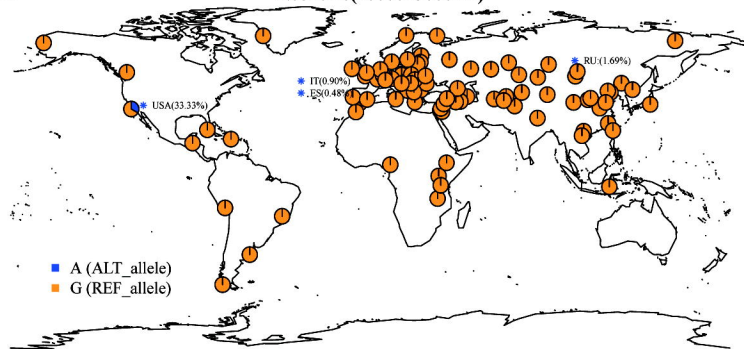 RU:(1.69%)
IT(0.90%)
ES(0.48%)
USA(33.33%)
A (ALT_allele)
G (REF_allele)